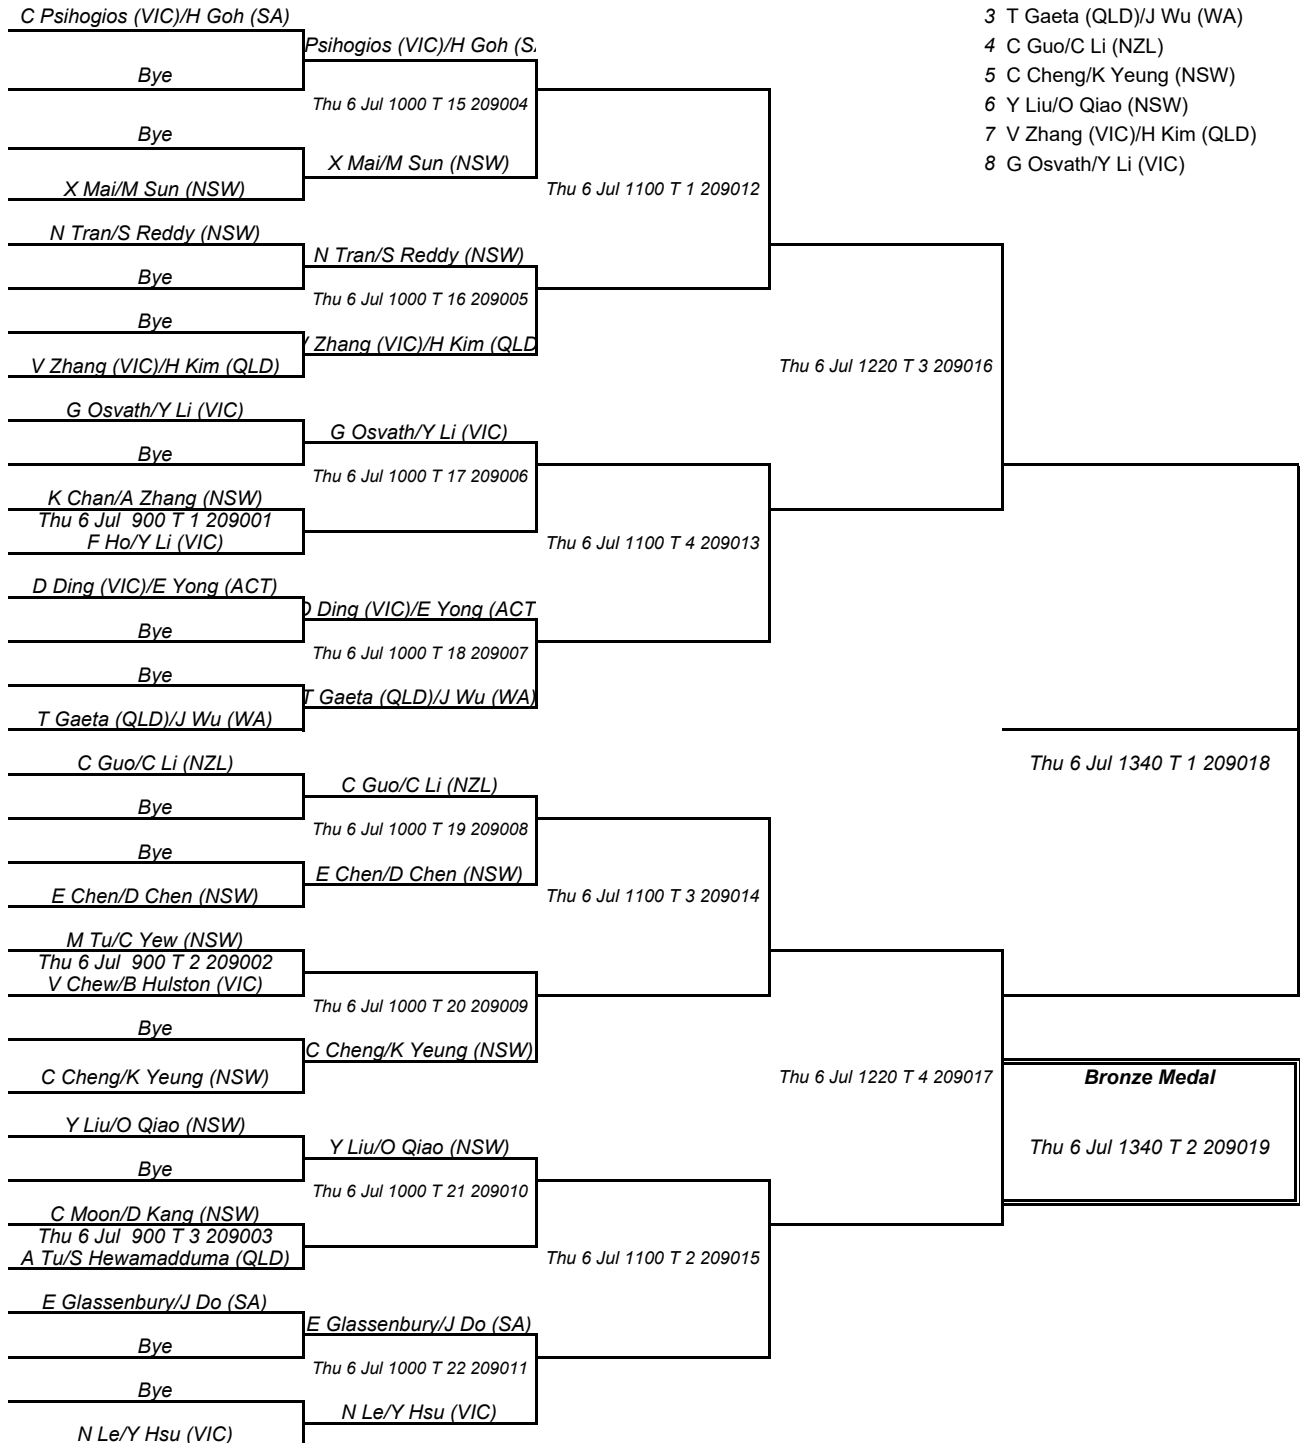 C Psihogios (VIC)/H Goh (SA)
Bye
Bye
X Mai/M Sun (NSW)
N Tran/S Reddy (NSW)
Bye
Bye
V Zhang (VIC)/H Kim (QLD)
G Osvath/Y Li (VIC)
Bye
K Chan/A Zhang (NSW)
Thu 6 Jul 900 T 1 209001
F Ho/Y Li (VIC)
D Ding (VIC)/E Yong (ACT)
Bye
Bye
T Gaeta (QLD)/J Wu (WA)
C Guo/C Li (NZL)
Bye
Bye
E Chen/D Chen (NSW)
M Tu/C Yew (NSW)
Thu 6 Jul 900 T 2 209002
V Chew/B Hulston (VIC)
Bye
C Cheng/K Yeung (NSW)
Y Liu/O Qiao (NSW)
Bye
C Moon/D Kang (NSW)
Thu 6 Jul 900 T 3 209003
A Tu/S Hewamadduma (QLD)
E Glassenbury/J Do (SA)
Bye
Bye
N Le/Y Hsu (VIC)
Psihogios (VIC)/H Goh (S
Thu 6 Jul 1000 T 15 209004
X Mai/M Sun (NSW)
N Tran/S Reddy (NSW)
Thu 6 Jul 1000 T 16 209005
Zhang (VIC)/H Kim (QLD
G Osvath/Y Li (VIC)
Thu 6 Jul 1000 T 17 209006
D Ding (VIC)/E Yong (ACT
Thu 6 Jul 1000 T 18 209007
T Gaeta (QLD)/J Wu (WA)
C Guo/C Li (NZL)
Thu 6 Jul 1000 T 19 209008
E Chen/D Chen (NSW)
Thu 6 Jul 1000 T 20 209009
C Cheng/K Yeung (NSW)
Y Liu/O Qiao (NSW)
Thu 6 Jul 1000 T 21 209010
E Glassenbury/J Do (SA)
Thu 6 Jul 1000 T 22 209011
N Le/Y Hsu (VIC)
Thu 6 Jul 1100 T 1 209012
Thu 6 Jul 1100 T 4 209013
Thu 6 Jul 1100 T 3 209014
Thu 6 Jul 1100 T 2 209015
Thu 6 Jul 1220 T 3 209016
Thu 6 Jul 1220 T 4 209017
3 T Gaeta (QLD)/J Wu (WA)
4 C Guo/C Li (NZL)
5 C Cheng/K Yeung (NSW)
6 Y Liu/O Qiao (NSW)
7 V Zhang (VIC)/H Kim (QLD)
8 G Osvath/Y Li (VIC)
Thu 6 Jul 1340 T 1 209018
Bronze Medal
Thu 6 Jul 1340 T 2 209019